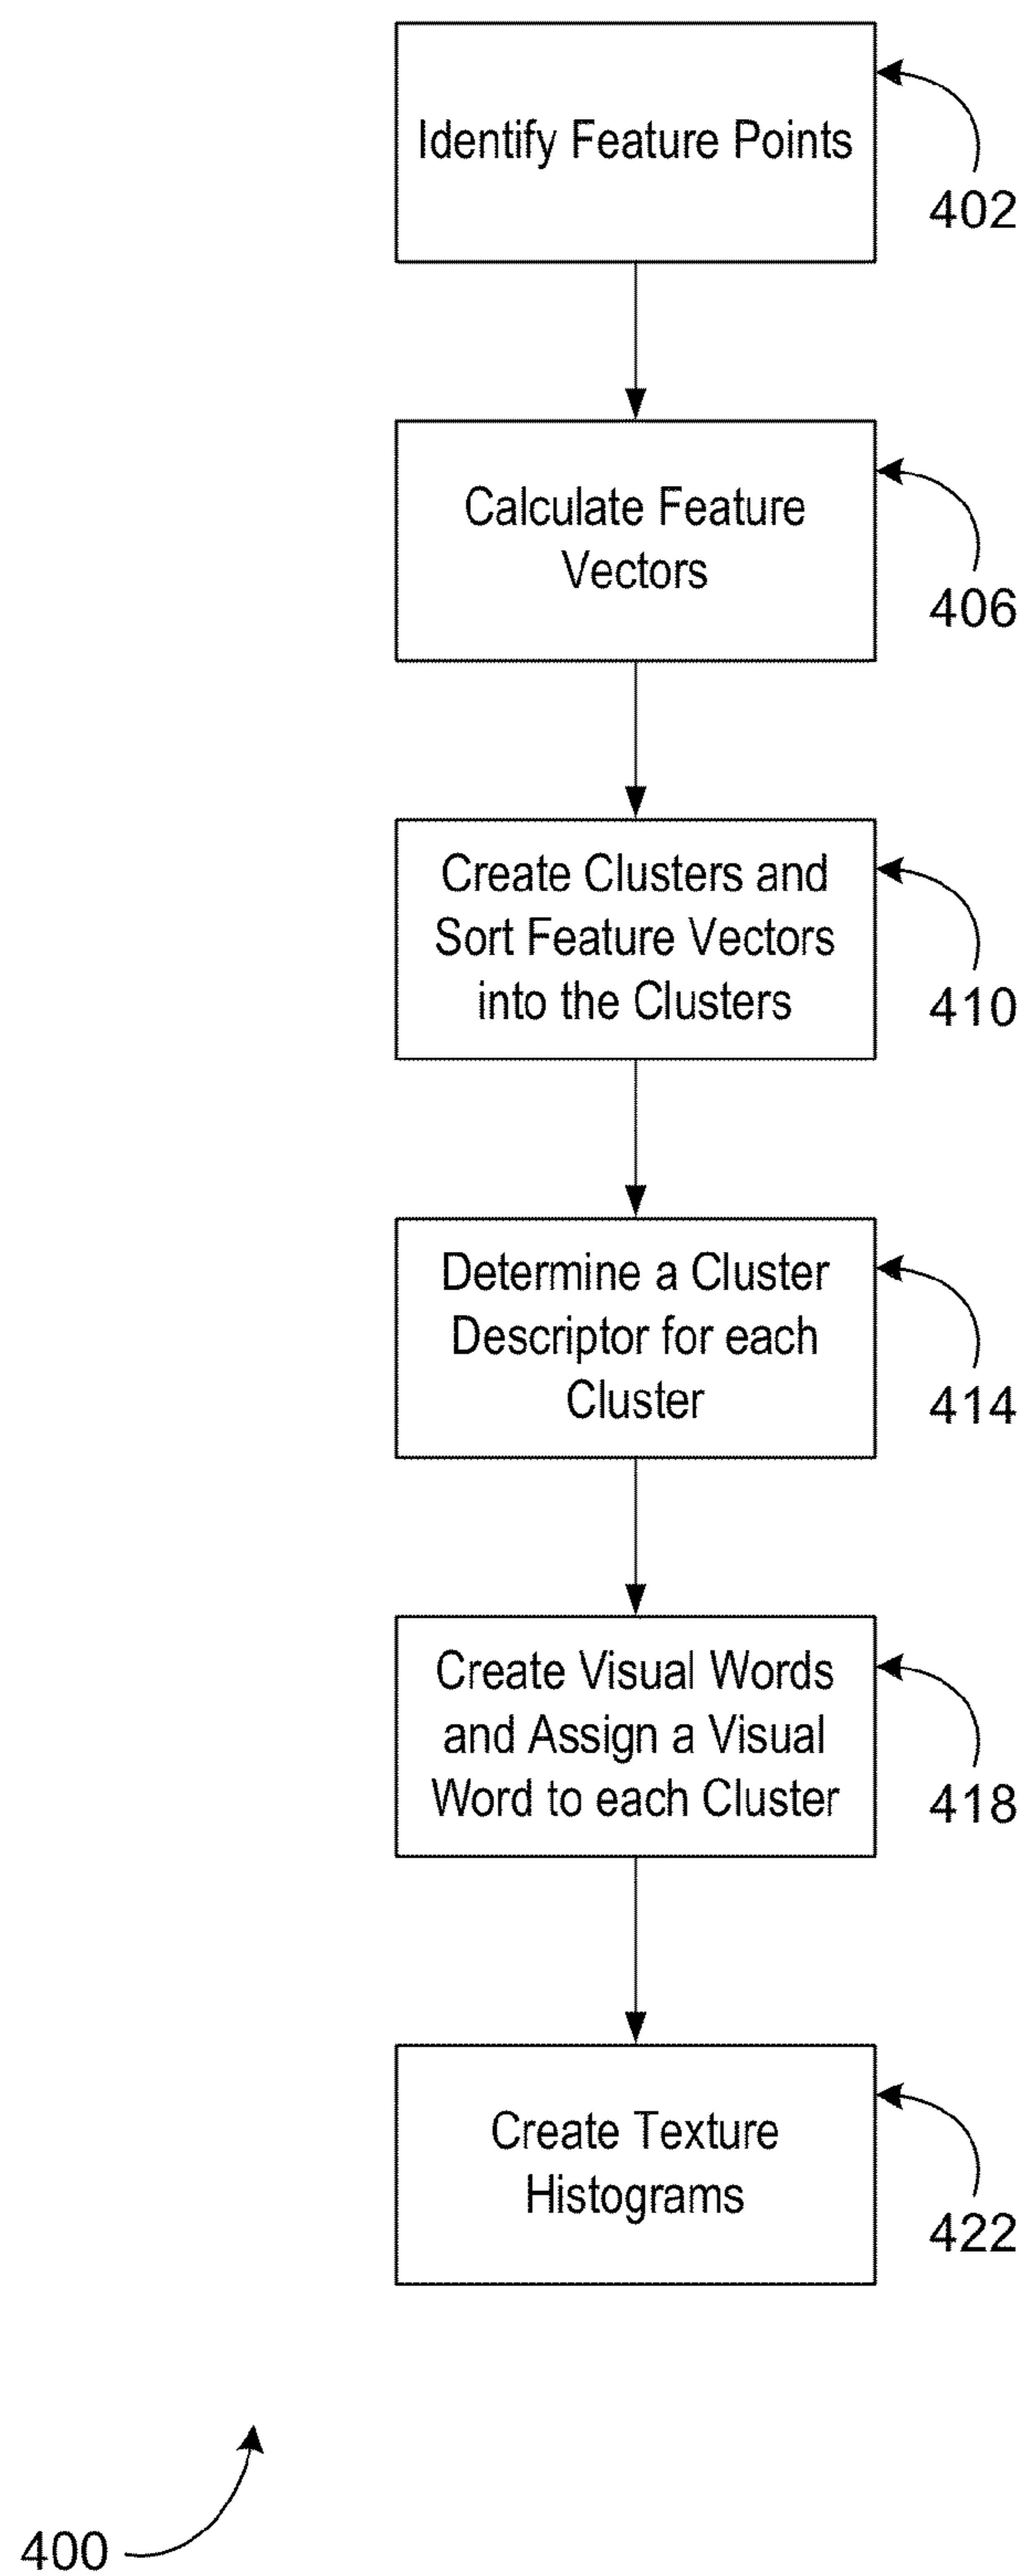 Identify Feature Points
402
Calculate Feature
Vectors
406
Create Clusters and
Sort Feature Vectors
into the Clusters
410
Determine a Cluster
Descriptor for each
Cluster
414
Create Visual Words
and Assign a Visual
Word to each Cluster
418
Create Texture
Histograms
422
400